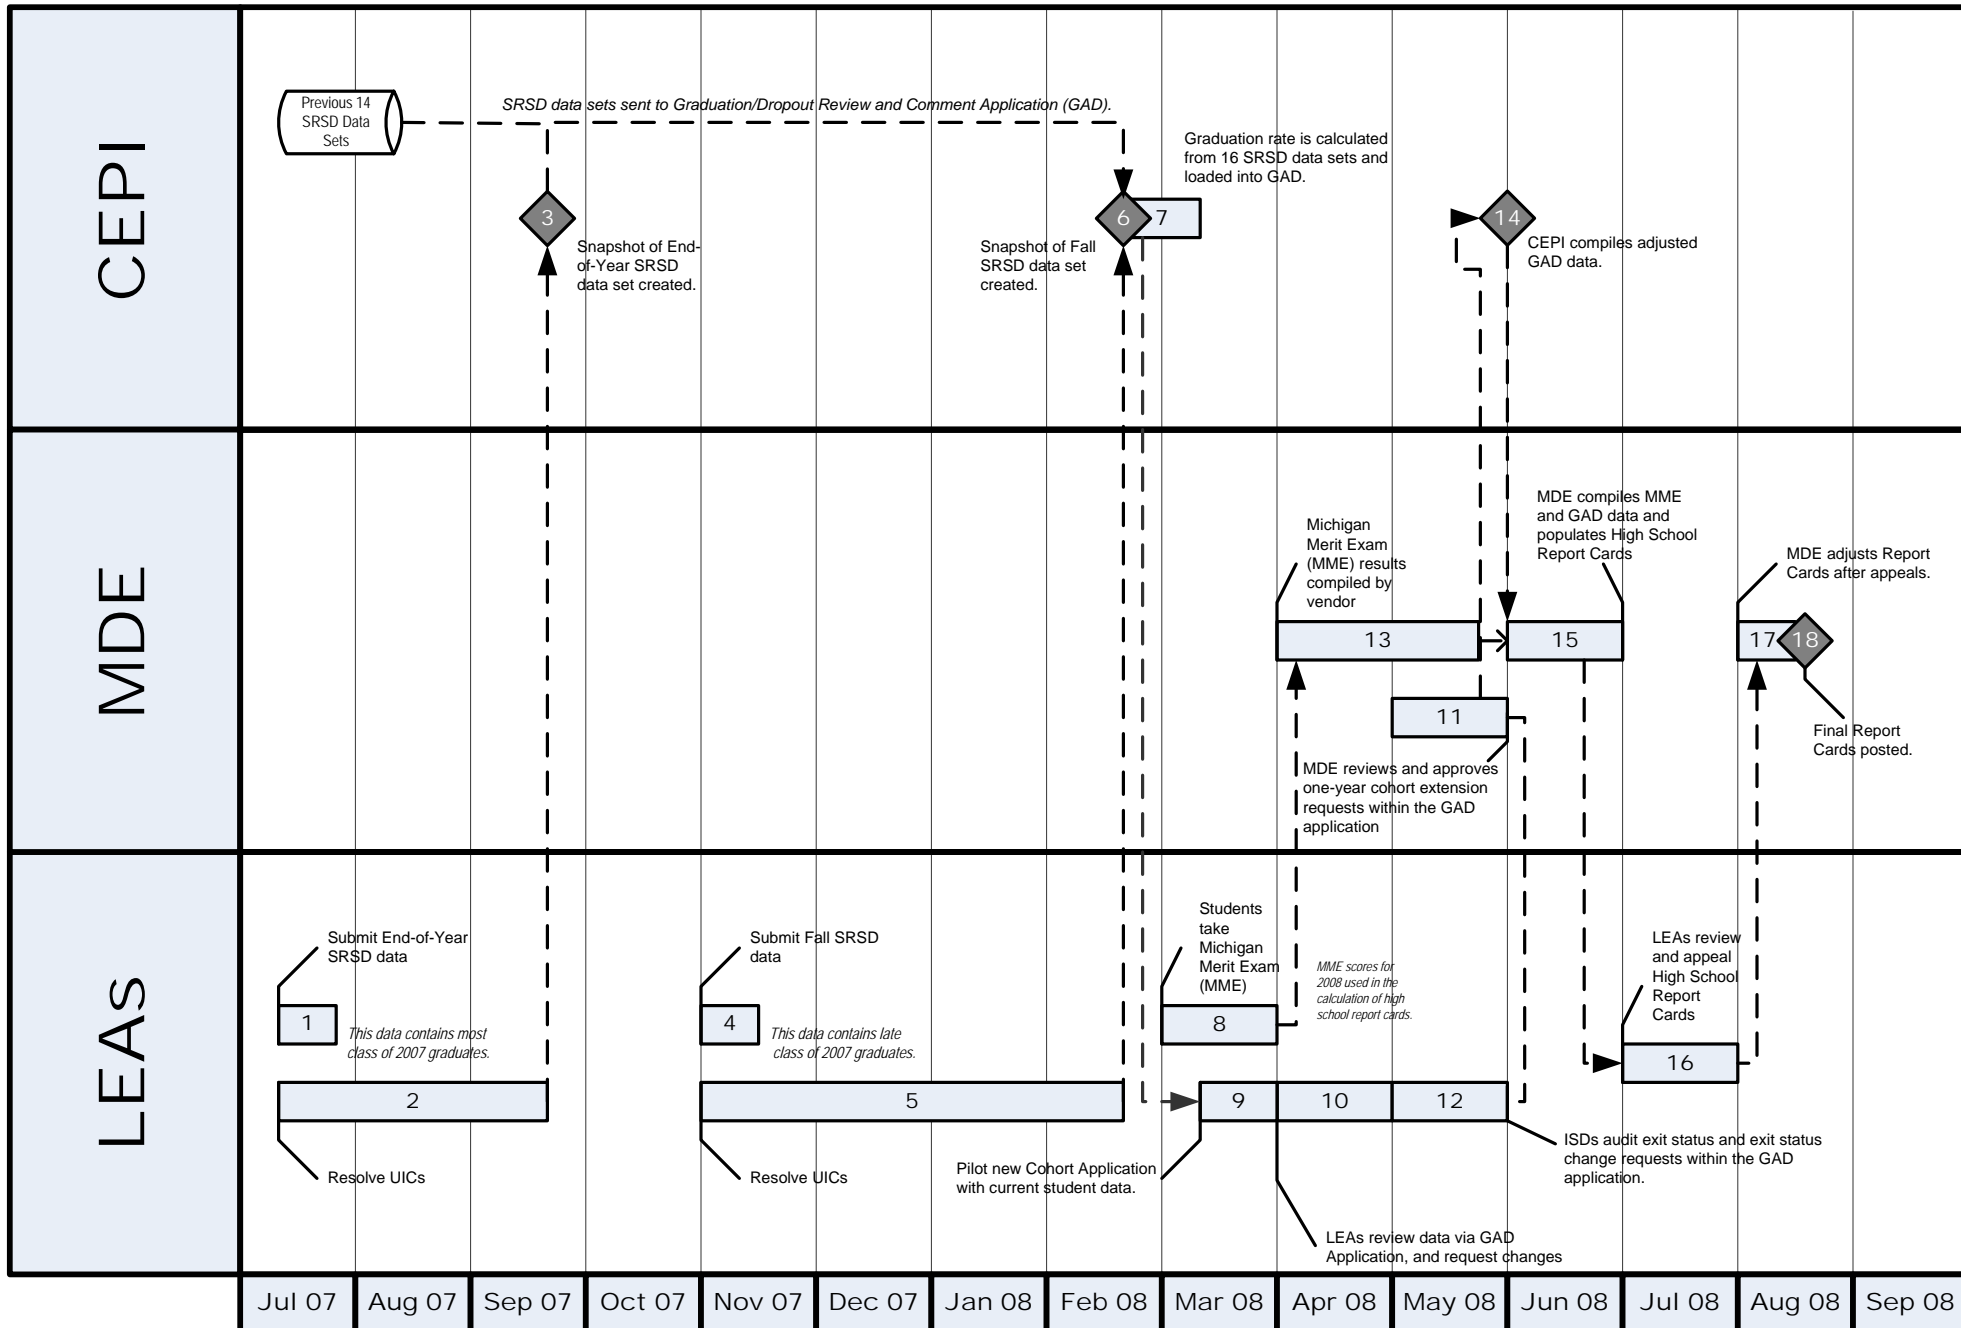 CEPI
Previous 14
SRSD Data
Sets
SRSD data sets sent to Graduation/Dropout Review and Comment Application (GAD).
3
Snapshot of End-
of-Year SRSD
data set created.
6
Snapshot of Fall
SRSD data set
created.
7
Graduation rate is calculated
from 16 SRSD data sets and
loaded into GAD.
14
CEPI compiles adjusted
GAD data.
MDE
Michigan
Merit Exam
(MME) results
compiled by
vendor
13
MDE compiles MME
and GAD data and
populates High School
Report Cards
15
MDE adjusts Report
Cards after appeals.
17
18
Final Report
Cards posted.
11
MDE reviews and approves
one-year cohort extension
requests within the GAD
application
LEAs
Submit End-of-Year
SRSD data
1
This data contains most
class of 2007 graduates.
2
Resolve UICs
Submit Fall SRSD
data
4
This data contains late
class of 2007 graduates.
5
Resolve UICs
Students
take
Michigan
Merit Exam
(MME)
8
MME scores for
2008 used in the
calculation of high
school report cards.
9
10
12
Pilot new Cohort Application
with current student data.
LEAs review data via GAD
Application, and request changes
ISDs audit exit status and exit status
change requests within the GAD
application.
LEAs review
and appeal
High School
Report
Cards
16
Jul 07
Aug 07
Sep 07
Oct 07
Nov 07
Dec 07
Jan 08
Feb 08
Mar 08
Apr 08
May 08
Jun 08
Jul 08
Aug 08
Sep 08